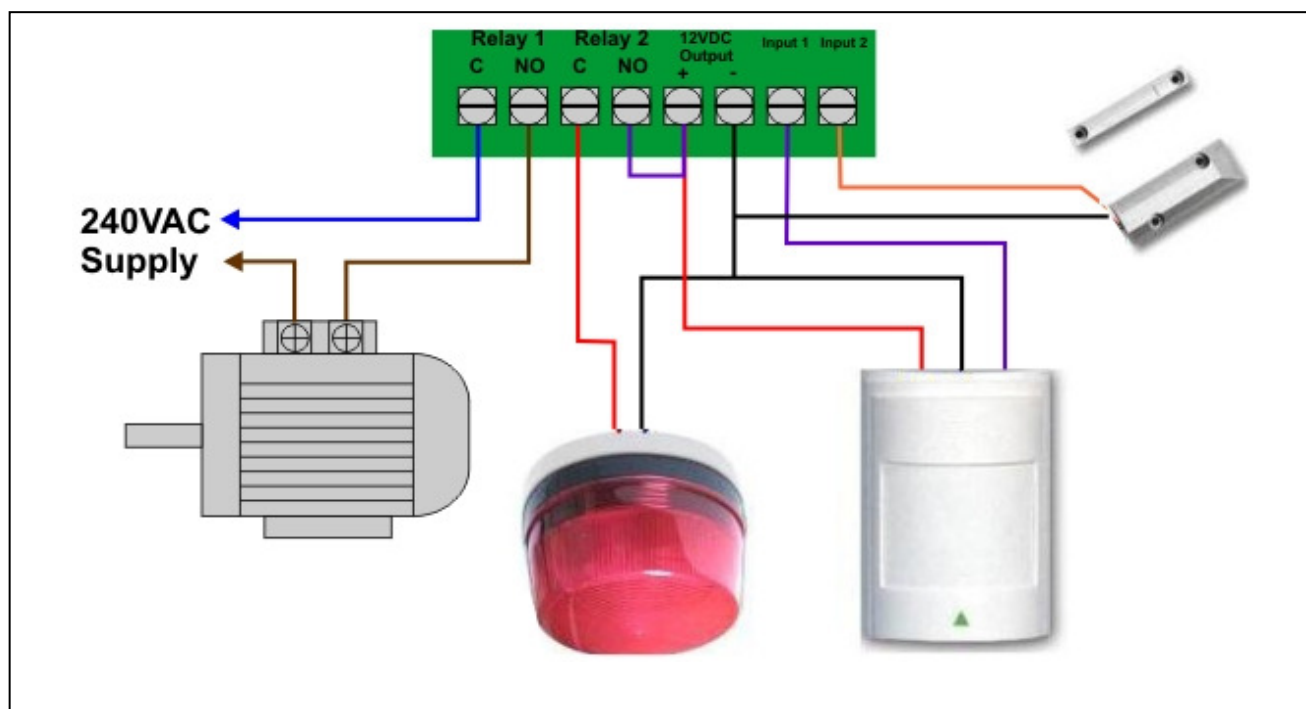 Relay 1 Relay 2 12VDC Output Input 1 Input 2
C NO C NO + -
240VAC
Supply